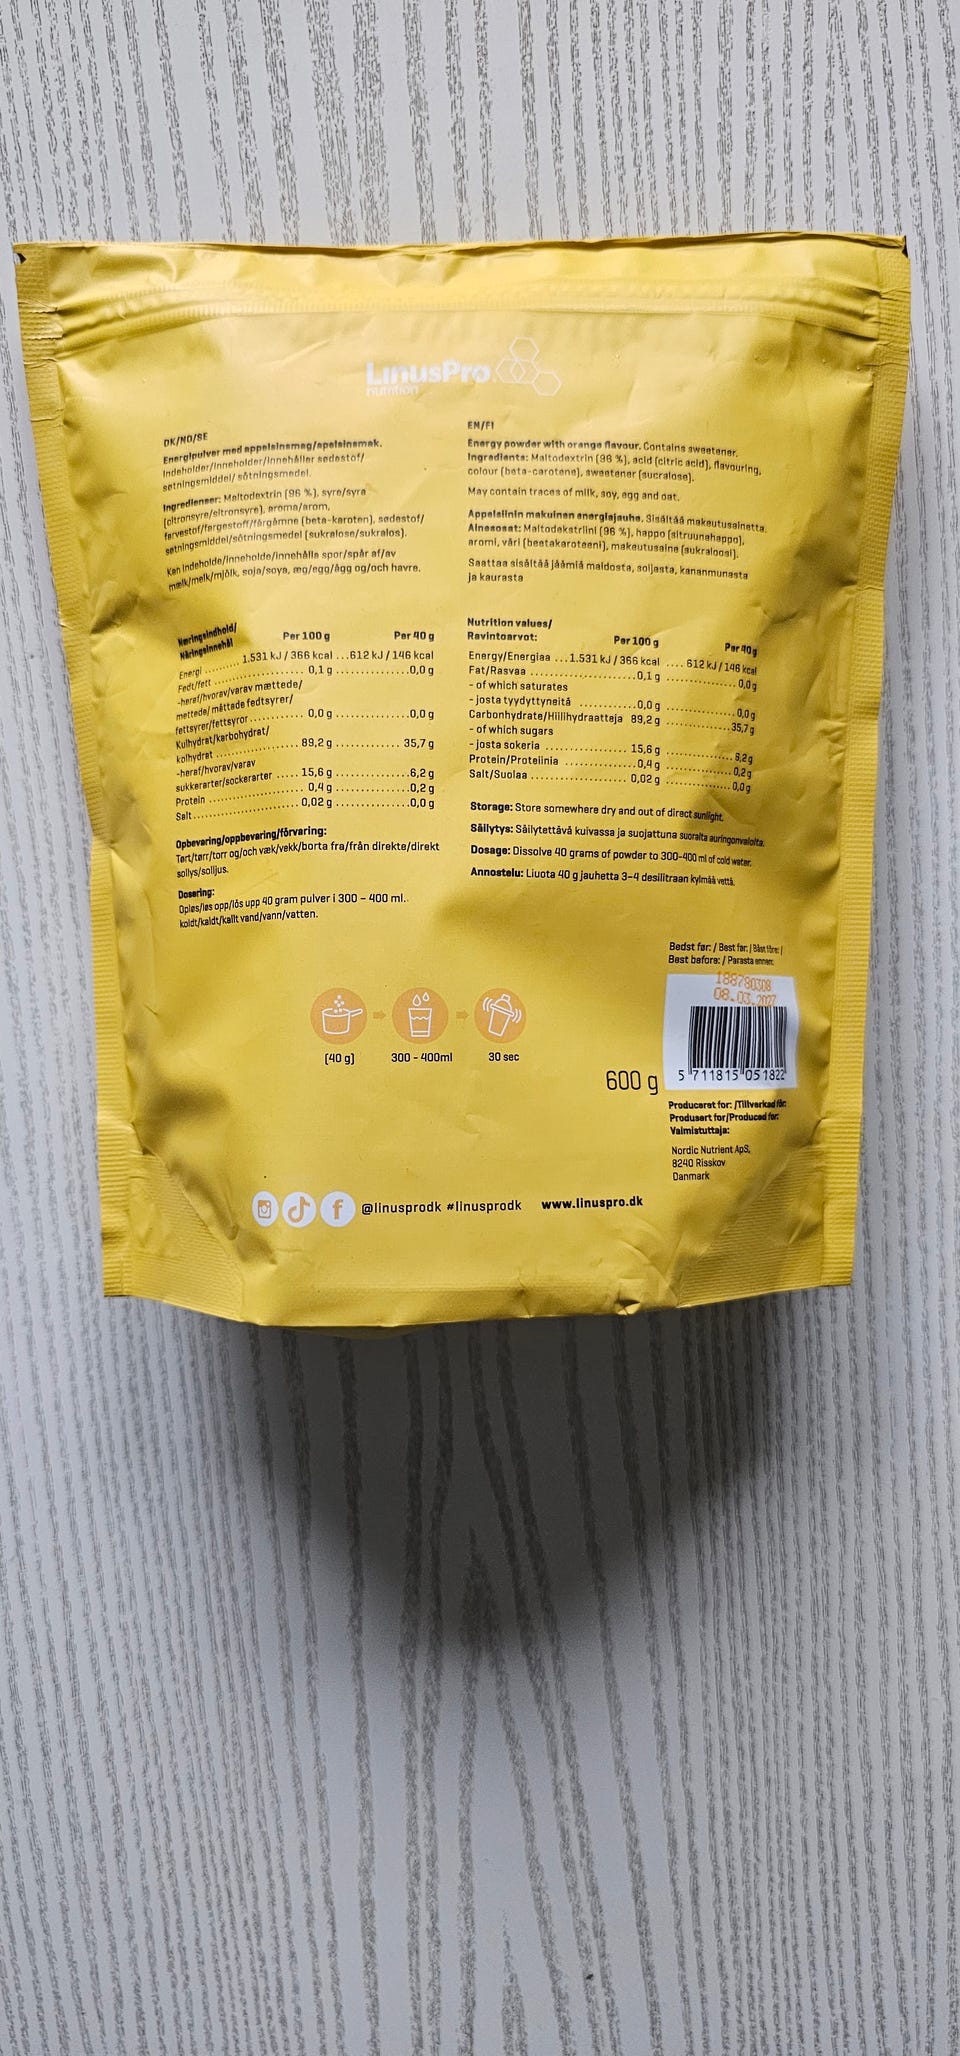 LinusPro
nutrition
DK/NO/SE
Energipulver med appelsinsmag/apelsinsmak.
Indeholder/inneholder/innehåller sødestof/
søtningsmiddel/ sötningsmedel.
Ingredienser: Maltodextrin (96 %), syre/syra
(citronsyre/sitronsyre), aroma/arom,
farvestof/fargestoff/färgämne (beta-karoten), sødestof/
søtningsmiddel/sötningsmedel (sukralose/sukralos).
Kan indeholde/inneholde/innehålla spor/spår af/av
mælk/melk/mjölk, soja/soya, æg/egg/ägg og/och havre.
Næringsindhold/
Näringsinnehål
Per 100 g Per 40 g
Energi ........ 1.531 kJ / 366 kcal ... 612 kJ / 146 kcal
Fedt/fett ........ 0,1 g ........ 0,0 g
-heraf/hvorav/varav mættede/
mettede/ mättade fedtsyrer/
fettsyrer/fettsyror ........ 0,0 g ........ 0,0 g
Kulhydrat/karbohydrat/
kolhydrat ........ 89,2 g ........ 35,7 g
-heraf/hvorav/varav
sukkerarter/sockerarter ..... 15,6 g ........ 6,2 g
Protein ........ 0,4 g ........ 0,2 g
Salt ........ 0,02 g ........ 0,0 g
Opbevaring/oppbevaring/förvaring:
Tørt/tørr/torr og/och væk/vekk/borta fra/från direkte/direkt
sollys/solljus.
Dosering:
Opløs/løs opp/lös upp 40 gram pulver i 300 – 400 ml.
koldt/kaldt/kallt vand/vann/vatten.
EN/FI
Energy powder with orange flavour. Contains sweetener.
Ingredients: Maltodextrin (96 %), acid (citric acid), flavouring,
colour (beta-carotene), sweetener (sucralose).
May contain traces of milk, soy, egg and oat.
Appelsiinin makuinen energiajauhe. Sisältää makeutusainetta.
Ainesosat: Maltodekstriini (96 %), happo (sitruunahappo),
aromi, väri (beetakaroteeni), makeutusaine (sukraloosi).
Saattaa sisältää jäämiä maidosta, soijasta, kananmunasta
ja kaurasta
Nutrition values/
Ravintoarvot: Per 100 g Per 40 g
Energy/Energiaa ... 1.531 kJ / 366 kcal .... 612 kJ / 146 kcal
Fat/Rasvaa ........ 0,1 g ........ 0,0 g
- of which saturates
- josta tyydyttyneitä ........ 0,0 g ........ 0,0 g
Carbonhydrate/Hiilihydraatteja 89,2 g ........ 35,7 g
- of which sugars
- josta sokeria ........ 15,6 g ........ 6,2 g
Protein/Proteiinia ........ 0,4 g ........ 0,2 g
Salt/Suolaa ........ 0,02 g ........ 0,0 g
Storage: Store somewhere dry and out of direct sunlight.
Säilytys: Säilytettävä kuivassa ja suojattuna suoralta auringonvalolta.
Dosage: Dissolve 40 grams of powder to 300-400 ml of cold water.
Annostelu: Liuota 40 g jauhetta 3-4 desilitraan kylmää vettä.
Bedst før: / Best før: / Bäst före: /
Best before: / Parasta ennen:
188780308
08.03.2027
5 711815 051822
(40 g)
300 - 400ml
30 sec
600 g
Produceret for: /Tillverkad för:
Produsert for/Produced for:
Valmistuttaja:
Nordic Nutrient ApS,
8240 Risskov
Danmark
@linusprodk #linusprodk www.linuspro.dk